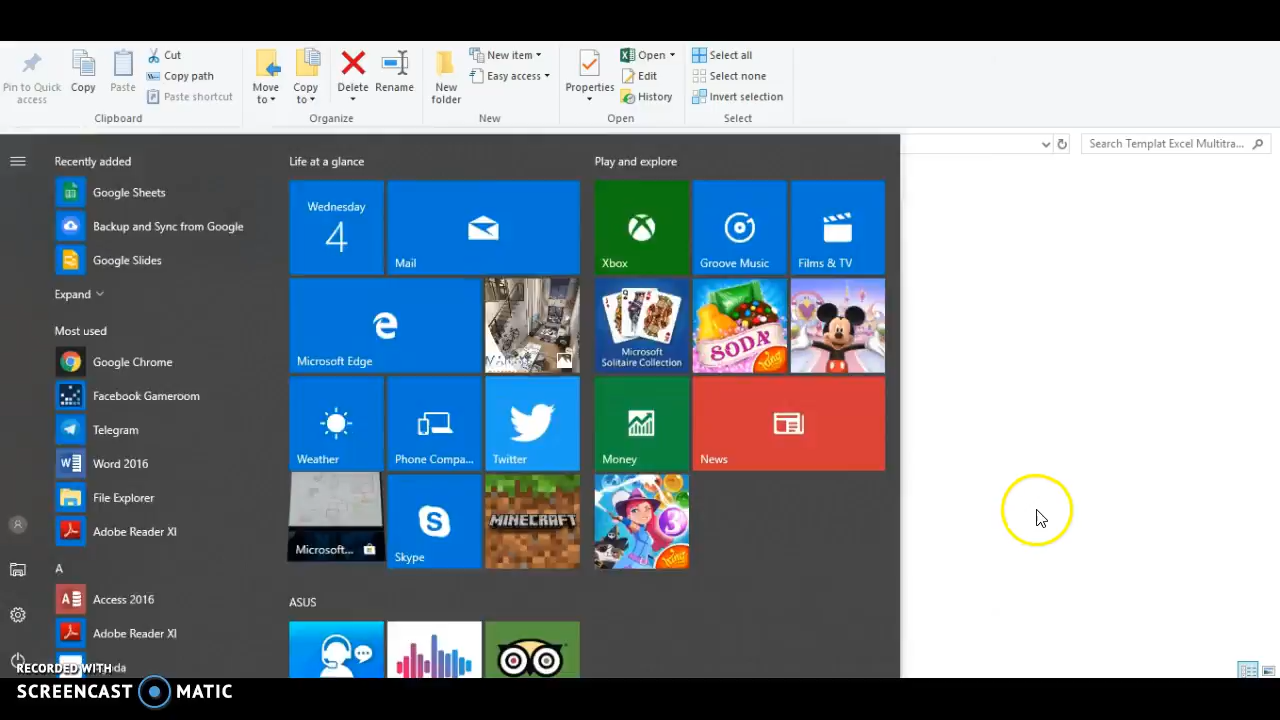 Pin to Quick access
Copy
Paste
Cut
Copy path
Paste shortcut
Clipboard
Move to
Copy to
Delete
Rename
Organize
New folder
New item
Easy access
New
Properties
Open
Edit
History
Open
Select all
Select none
Invert selection
Select
Search Templat Excel Multitra...
Recently added
Google Sheets
Backup and Sync from Google
Google Slides
Expand
Most used
Google Chrome
Facebook Gameroom
Telegram
Word 2016
File Explorer
Adobe Reader XI
A
Access 2016
Adobe Reader XI
Life at a glance
Wednesday
4
Mail
Microsoft Edge
Weather
Phone Compa...
Twitter
Microsoft...
Skype
MINECRAFT
ASUS
Play and explore
Xbox
Groove Music
Films & TV
Microsoft
Solitaire Collection
SODA
King
Money
News
3
King
RECORDED WITH
SCREENCAST MATIC